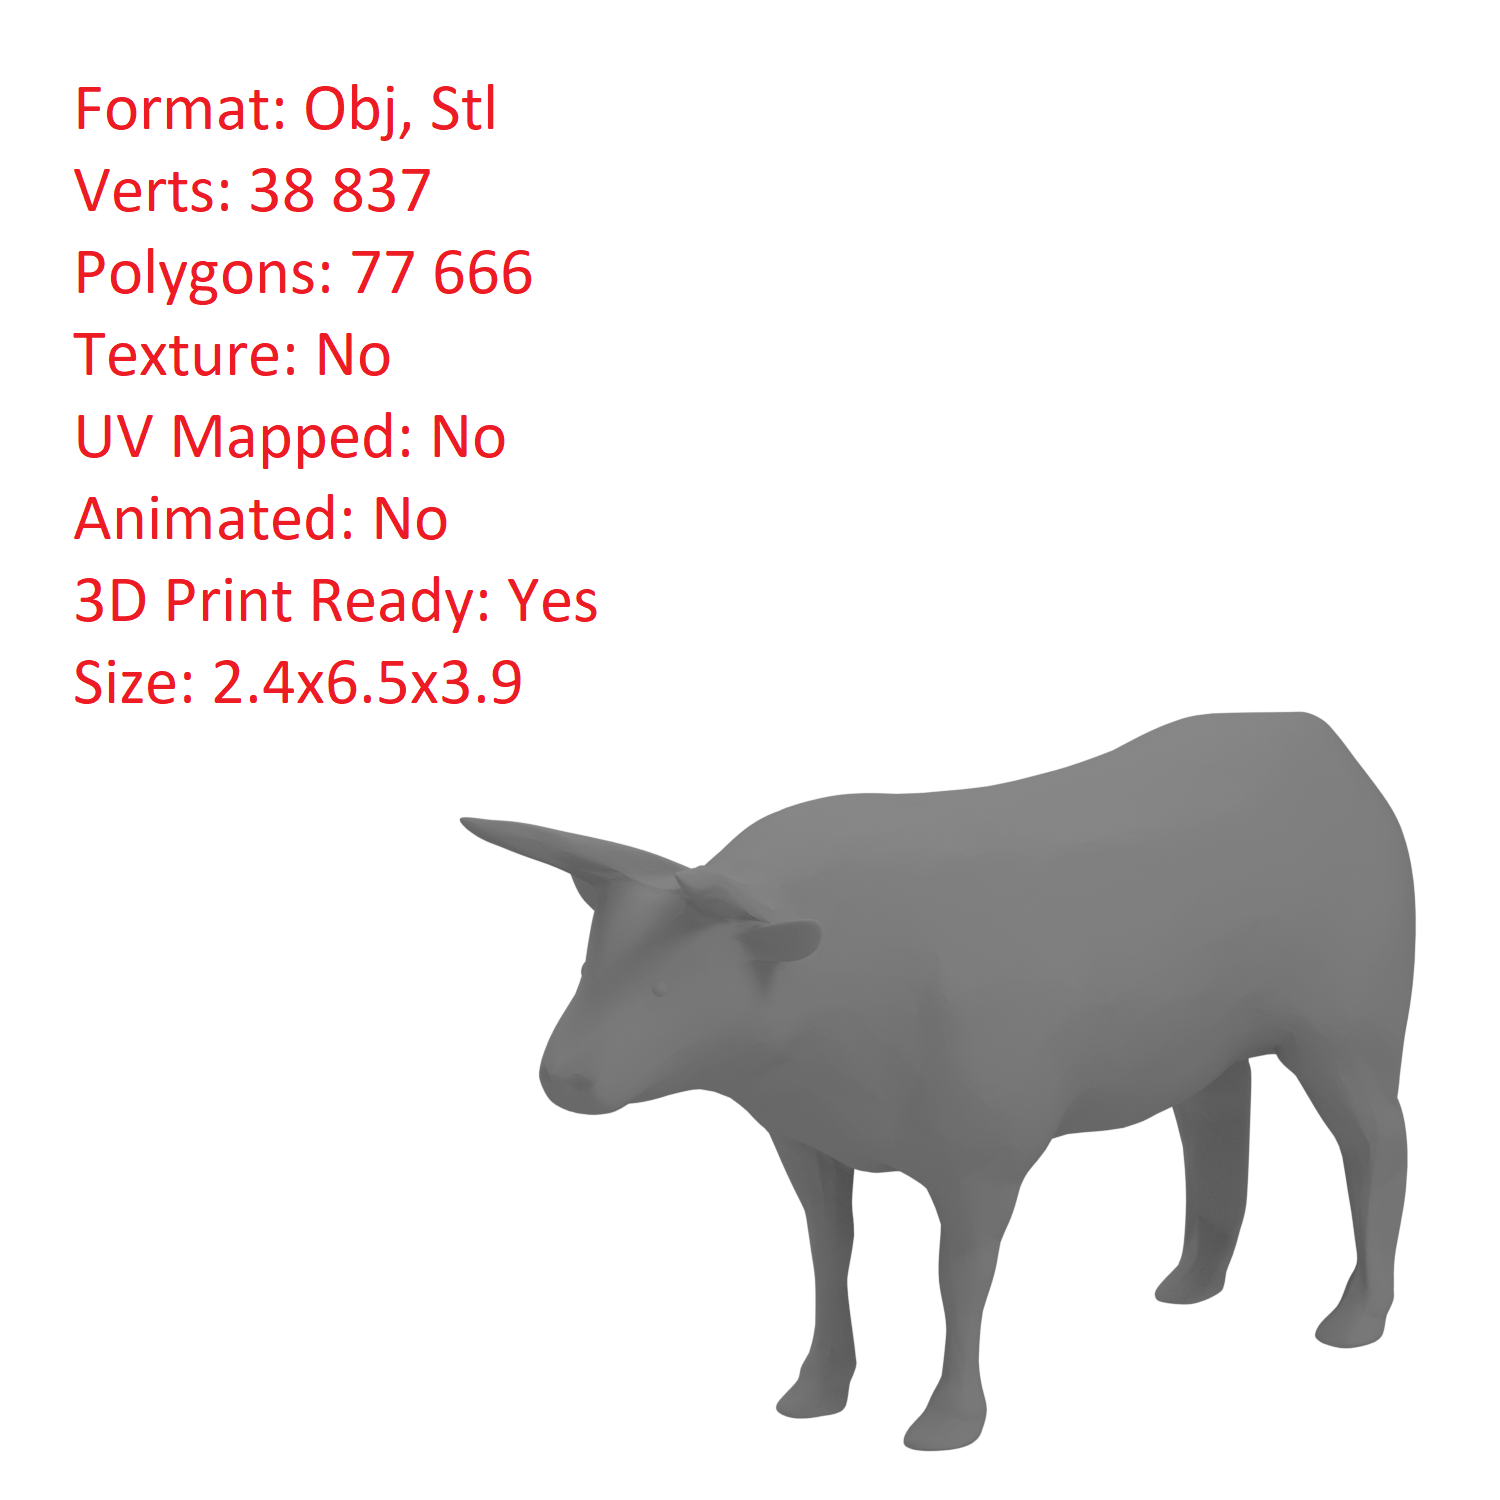 Format: Obj, Stl
Verts: 38 837
Polygons: 77 666
Texture: No
UV Mapped: No
Animated: No
3D Print Ready: Yes
Size: 2.4x6.5x3.9